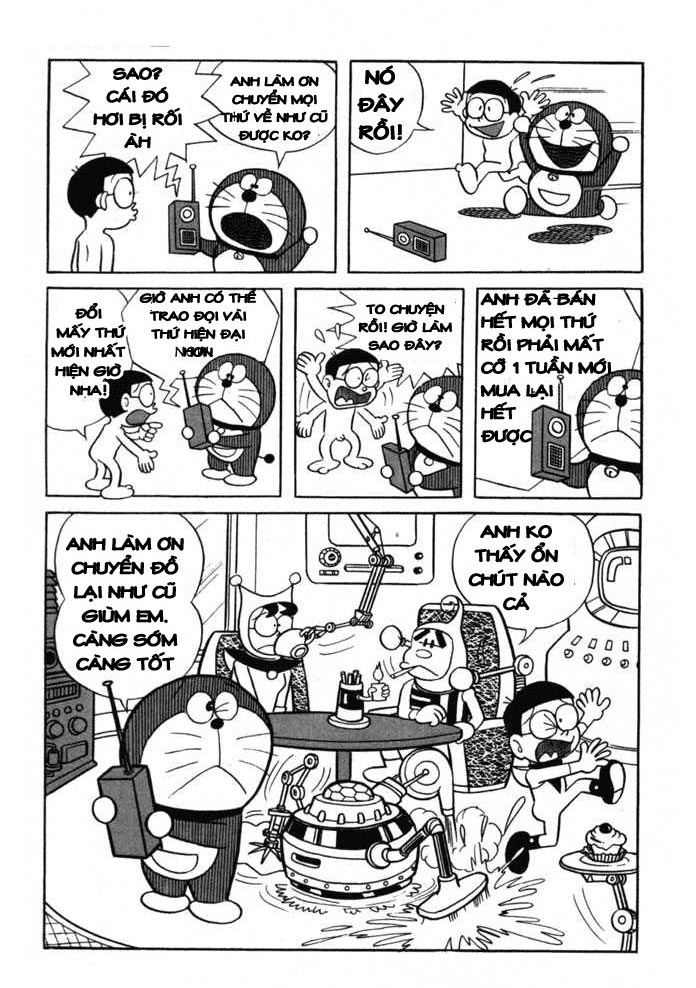 SAO?
CÁI ĐÓ
HƠI BỊ RỐI
ÀH
ANH LÀM ƠN
CHUYỂN MỌI
THỨ VỀ NHƯ CŨ
ĐƯỢC KO?
NÓ
ĐÂY
RỒI!
ĐỔI
MẤY THỨ
MỚI NHẤT
HIỆN GIỜ
NHA!
GIỜ ANH CÓ THỂ
TRAO ĐỌI VÀI
THỨ HIỆN ĐẠI
TO CHUYỆN
RỒI! GIỜ LÀM
SAO ĐÂY?
ANH ĐÃ BÁN
HẾT MỌI THỨ
RỒI PHẢI MẤT
CỠ 1 TUẦN MỚI
MUA LẠI
HẾT
ĐƯỢC
ANH LÀM ƠN
CHUYỂN ĐỒ
LẠI NHƯ CŨ
GIÙM EM.
CÀNG SỚM
CÀNG TỐT
ANH KO
THẤY ỔN
CHÚT NÀO
CẢ